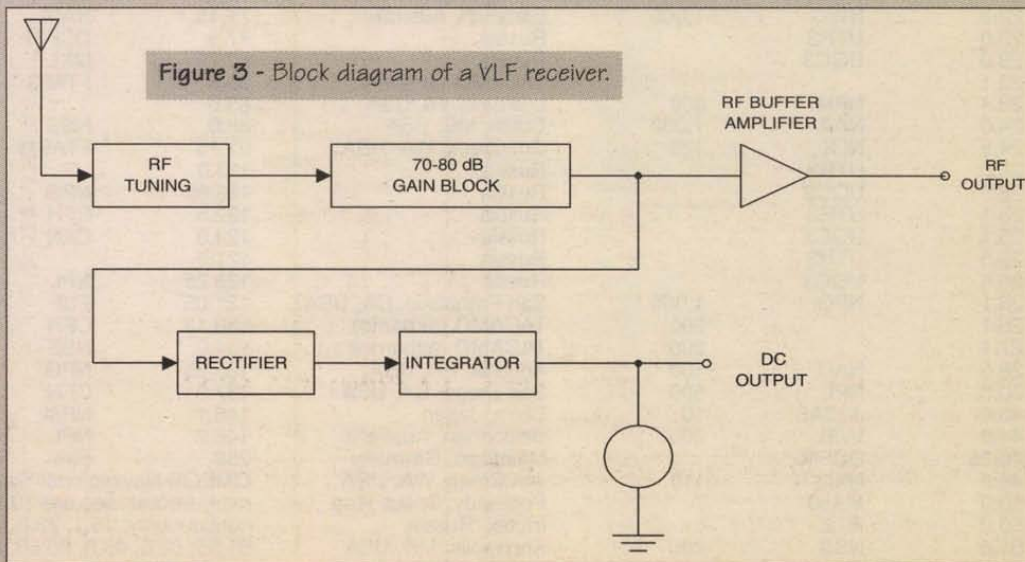 Figure 3 - Block diagram of a VLF receiver.
RF BUFFER
AMPLIFIER
RF
TUNING
70-80 dB
GAIN BLOCK
RF
OUTPUT
RECTIFIER
INTEGRATOR
DC
OUTPUT